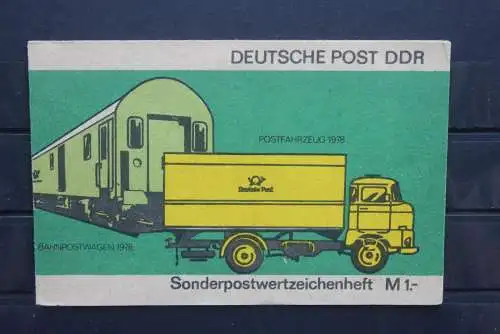 DEUTSCHE POST DDR
POSTFAHRZEUG 1978
Deutsche Post
BAHNPOSTWAGEN 1978
Sonderpostwertzeichenheft M 1.-